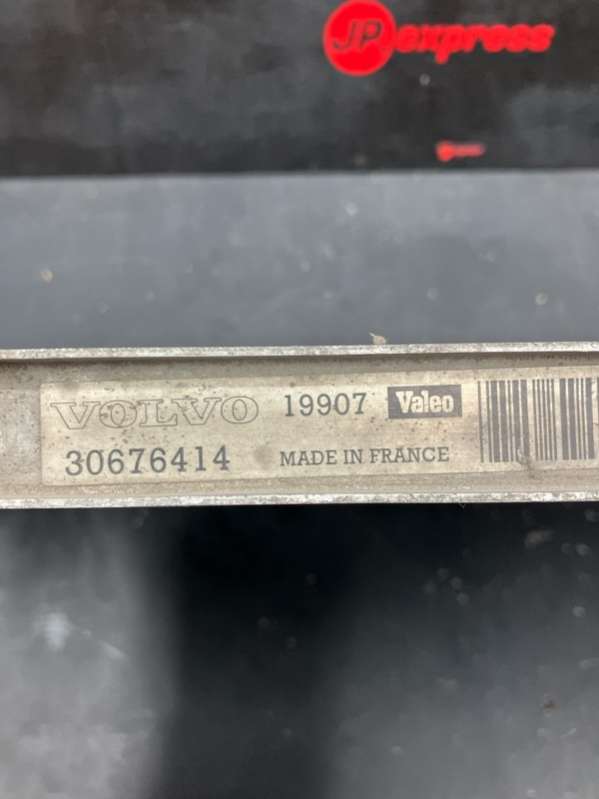 JP.express
VOLVO 19907 Valeo
30676414 MADE IN FRANCE